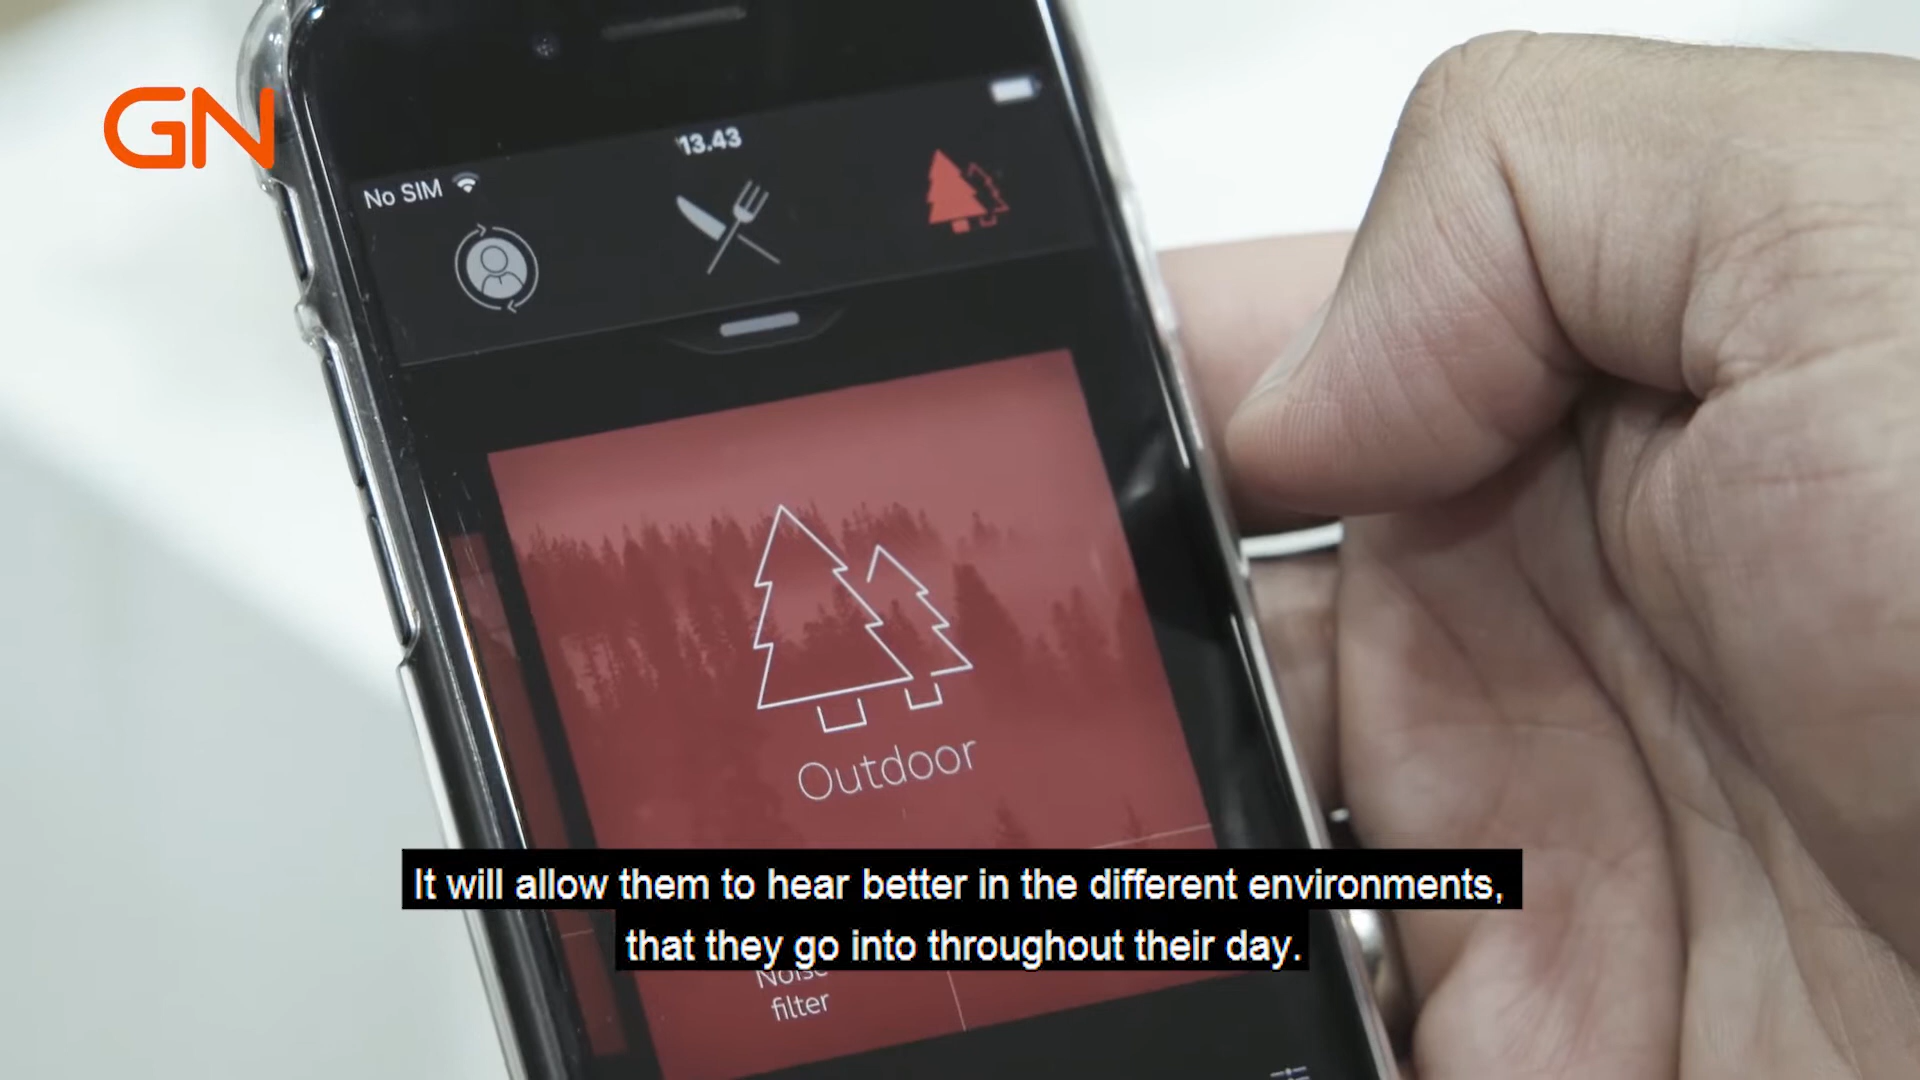 GN
13.43
No SIM
Outdoor
It will allow them to hear better in the different environments,
that they go into throughout their day.
Noise
filter